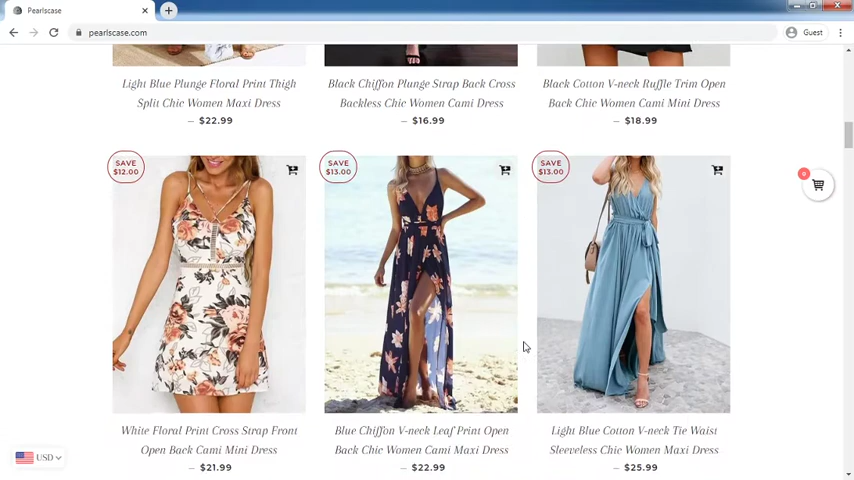 Pearlscase
pearlscase.com
Guest
Light Blue Plunge Floral Print Thigh
Split Chic Women Maxi Dress
— $22.99
Black Chiffon Plunge Strap Back Cross
Backless Chic Women Cami Dress
— $16.99
Black Cotton V-neck Ruffle Trim Open
Back Chic Women Cami Mini Dress
— $18.99
SAVE
$12.00
SAVE
$13.00
SAVE
$13.00
0
White Floral Print Cross Strap Front
Open Back Cami Mini Dress
— $21.99
Blue Chiffon V-neck Leaf Print Open
Back Chic Women Cami Maxi Dress
— $22.99
Light Blue Cotton V-neck Tie Waist
Sleeveless Chic Women Maxi Dress
— $25.99
USD